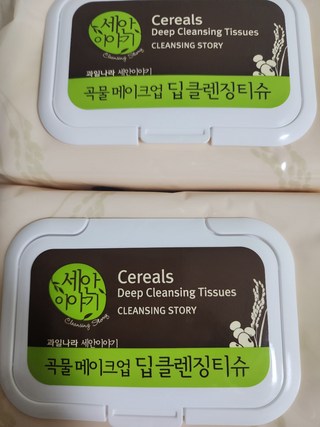 세안
이야기
Cleansing Story
Cereals
Deep Cleansing Tissues
CLEANSING STORY
과일나라 세안이야기
곡물 메이크업 딥클렌징티슈
세안
이야기
Cleansing Story
Cereals
Deep Cleansing Tissues
CLEANSING STORY
과일나라 세안이야기
곡물 메이크업 딥클렌징티슈